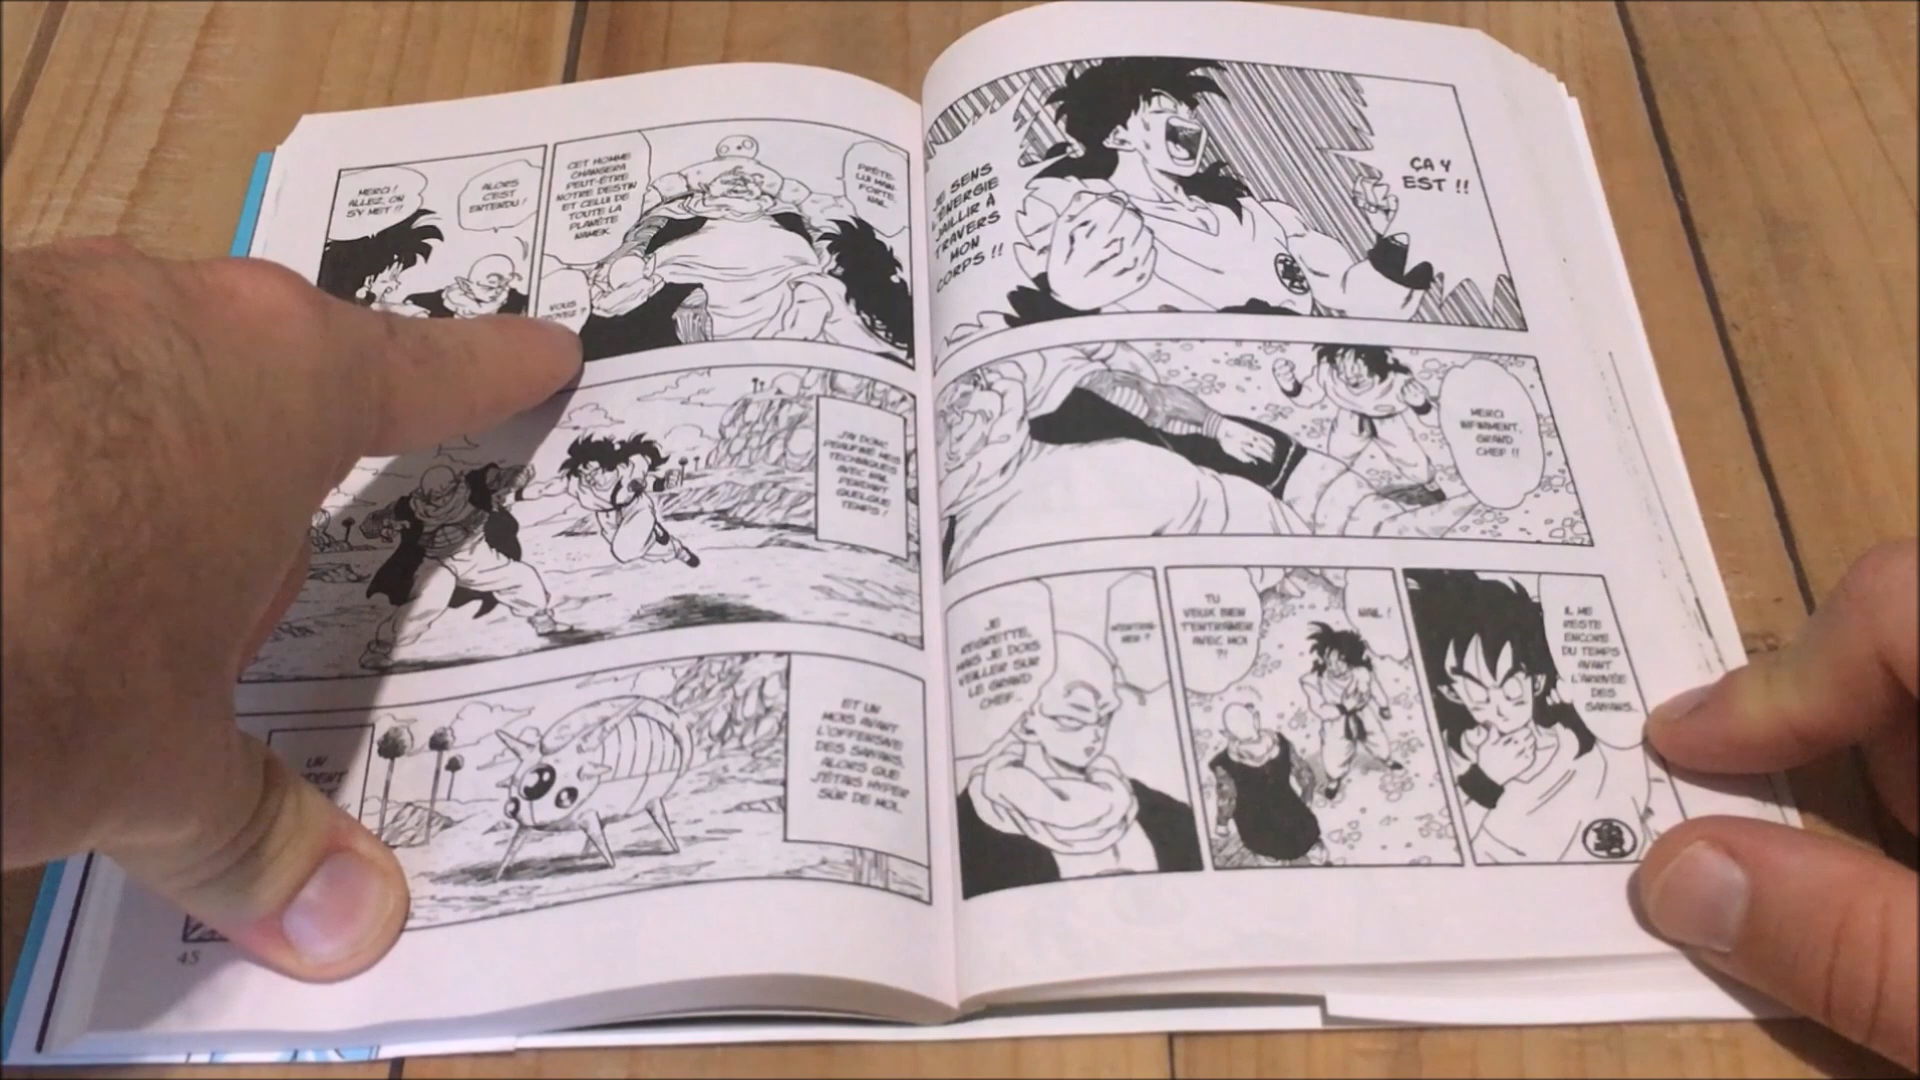 ÇA Y
EST !!
JE SENS
L'ÉNERGIE
JAILLIR À
TRAVERS
MON
CORPS !!
MERCI
INFINIMENT,
GRAND
CHEF !!
IL ME
RESTE
ENCORE
DU TEMPS
AVANT
L'ARRIVÉE
DES
SAIYANS...
NAIL !
TU
VEUX BIEN
T'ENTRAÎNER
AVEC MOI
?!
JE
REGRETTE,
MAIS JE DOIS
VEILLER SUR
LE GRAND
CHEF...
PRÊTE-
LUI MAIN-
FORTE,
NAIL.
CET HOMME
CHANGERA
PEUT-ÊTRE
NOTRE DESTIN
ET CELUI DE
TOUTE LA
PLANÈTE
NAMEK.
VOUS
ALORS
C'EST
ENTENDU !
MERCI !
ALLEZ, ON
S'Y MET !!
J'AI DONC
PEAUFINÉ MES
TECHNIQUES
AVEC NAIL
PENDANT
QUELQUE
TEMPS !
ET UN
MOIS AVANT
L'OFFENSIVE
DES SAIYANS,
ALORS QUE
J'ÉTAIS HYPER
SÛR DE MOI,
UN
45